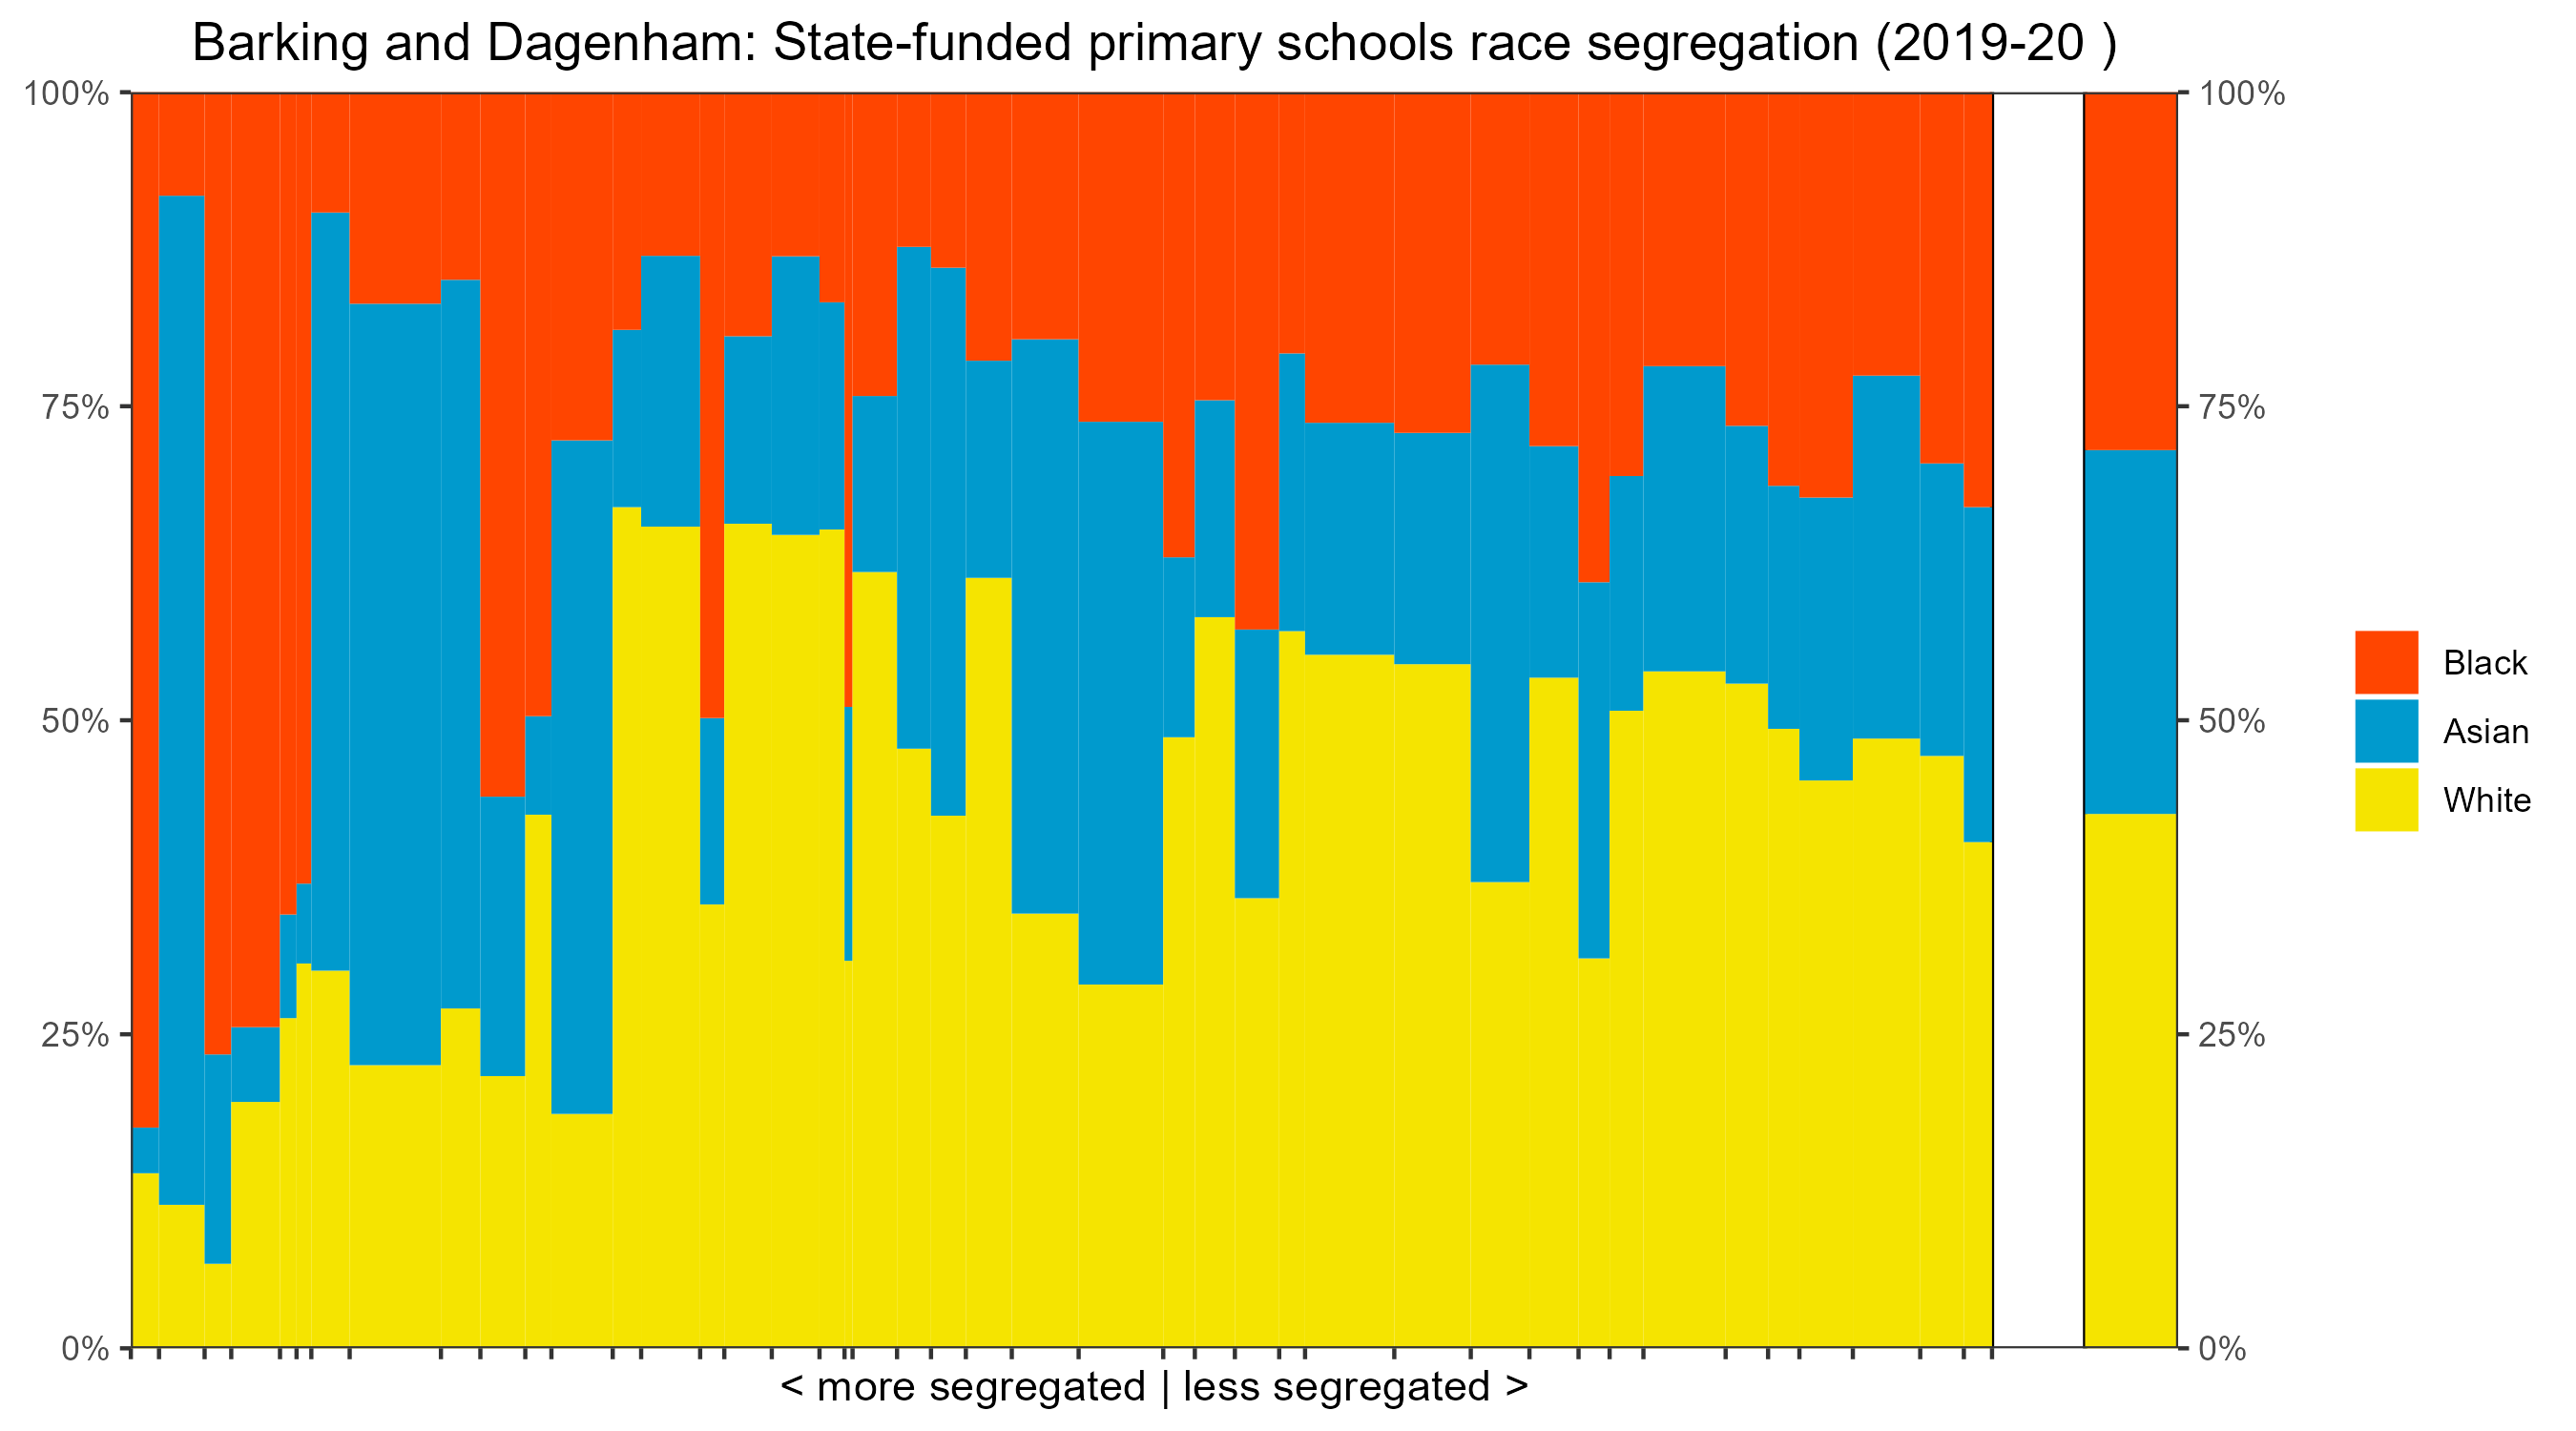 Barking and Dagenham: State-funded primary schools race segregation (2019-20 )
100%
75%
50%
25%
0%
100%
75%
50%
25%
0%
Black
Asian
White
< more segregated | less segregated >